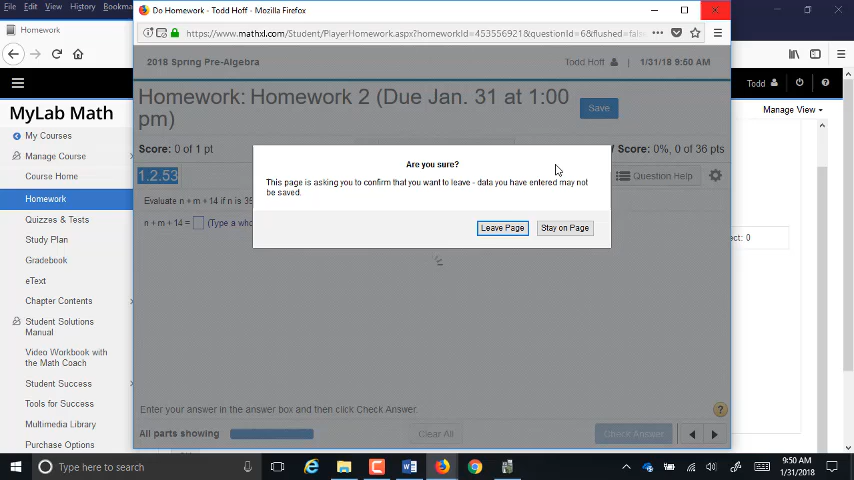 File Edit View History B
Do Homework - Todd Hoff - Mozilla Firefox
Homework
https://www.mathxl.com/Student/PlayerHomework.aspx?homeworkId=453556921&questionId=6&flushed=fals
2018 Spring Pre-Algebra
Todd Hoff
1/31/18 9:50 AM
Todd
MyLab Math
Manage View
Homework: Homework 2 (Due Jan. 31 at 1:00
pm)
Save
My Courses
Manage Course
Course Home
Homework
Quizzes & Tests
Study Plan
Gradebook
eText
Chapter Contents
Student Solutions
Manual
Video Workbook with
the Math Coach
Student Success
Tools for Success
Multimedia Library
Purchase Options
Score: 0 of 1 pt
Score: 0%, 0 of 36 pts
1.2.53
Question Help
Are you sure?
This page is asking you to confirm that you want to leave - data you have entered may not
be saved.
Leave Page
Stay on Page
Evaluate n + m + 14 if n is 35
n + m + 14 =
(Type a who
ect: 0
Enter your answer in the answer box and then click Check Answer.
?
All parts showing
Clear All
Check Answer
Type here to search
9:50 AM
1/31/2018